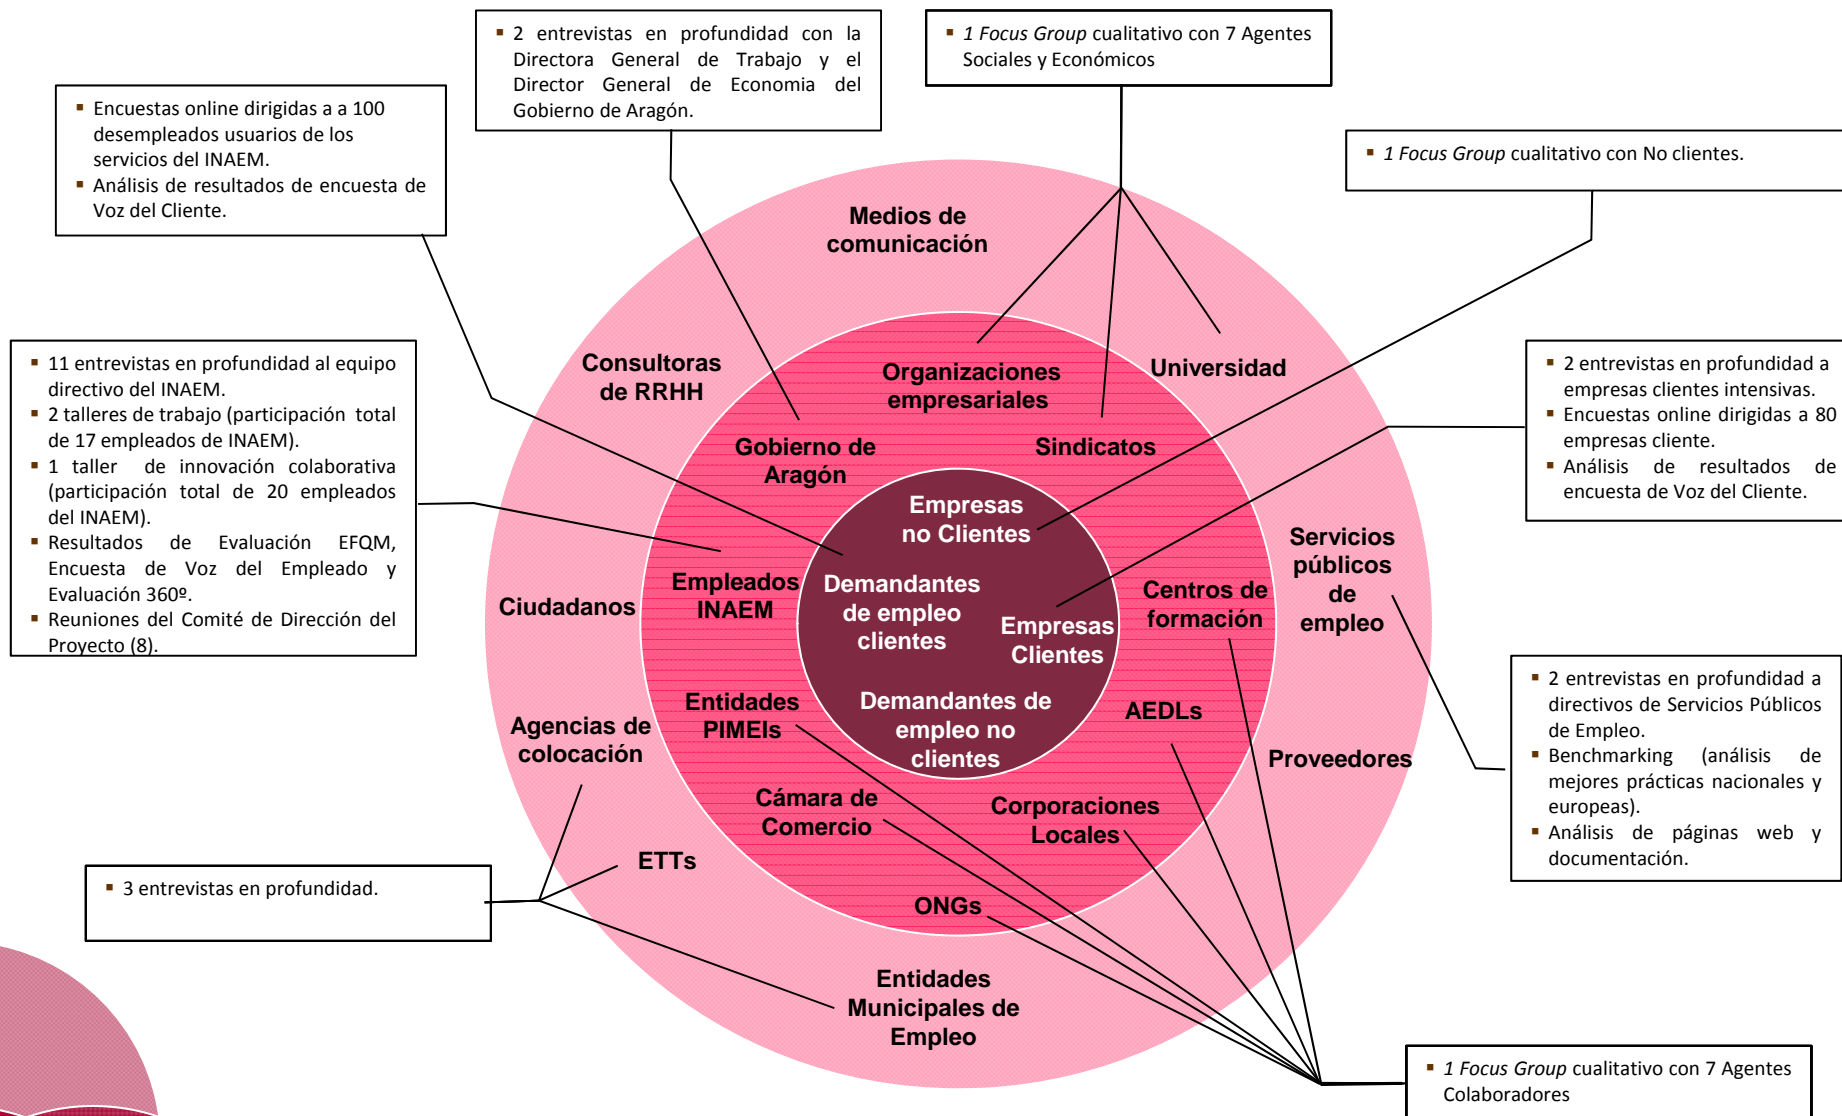 ▪ 2 entrevistas en profundidad con la
Directora General de Trabajo y el
Director General de Economia del
Gobierno de Aragón.
▪ 1 Focus Group cualitativo con 7 Agentes
Sociales y Económicos
▪ Encuestas online dirigidas a a 100
desempleados usuarios de los
servicios del INAEM.
▪ Análisis de resultados de encuesta de
Voz del Cliente.
▪ 1 Focus Group cualitativo con No clientes.
▪ 11 entrevistas en profundidad al equipo
directivo del INAEM.
▪ 2 talleres de trabajo (participación total
de 17 empleados de INAEM).
▪ 1 taller de innovación colaborativa
(participación total de 20 empleados
del INAEM).
▪ Resultados de Evaluación EFQM,
Encuesta de Voz del Empleado y
Evaluación 360º.
▪ Reuniones del Comité de Dirección del
Proyecto (8).
▪ 2 entrevistas en profundidad a
empresas clientes intensivas.
▪ Encuestas online dirigidas a 80
empresas cliente.
▪ Análisis de resultados de
encuesta de Voz del Cliente.
Medios de
comunicación
Consultoras
de RRHH
Organizaciones
empresariales
Universidad
Gobierno de
Aragón
Sindicatos
Empresas
no Clientes
Servicios
públicos
de
empleo
Ciudadanos
Empleados
INAEM
Demandantes
de empleo
clientes
Empresas
Clientes
Centros de
formación
Demandantes de
empleo no
clientes
Entidades
PIMEIs
AEDLs
Agencias de
colocación
Proveedores
Cámara de
Comercio
Corporaciones
Locales
ETTs
ONGs
Entidades
Municipales de
Empleo
▪ 2 entrevistas en profundidad a
directivos de Servicios Públicos
de Empleo.
▪ Benchmarking (análisis de
mejores prácticas nacionales y
europeas).
▪ Análisis de páginas web y
documentación.
▪ 3 entrevistas en profundidad.
▪ 1 Focus Group cualitativo con 7 Agentes
Colaboradores